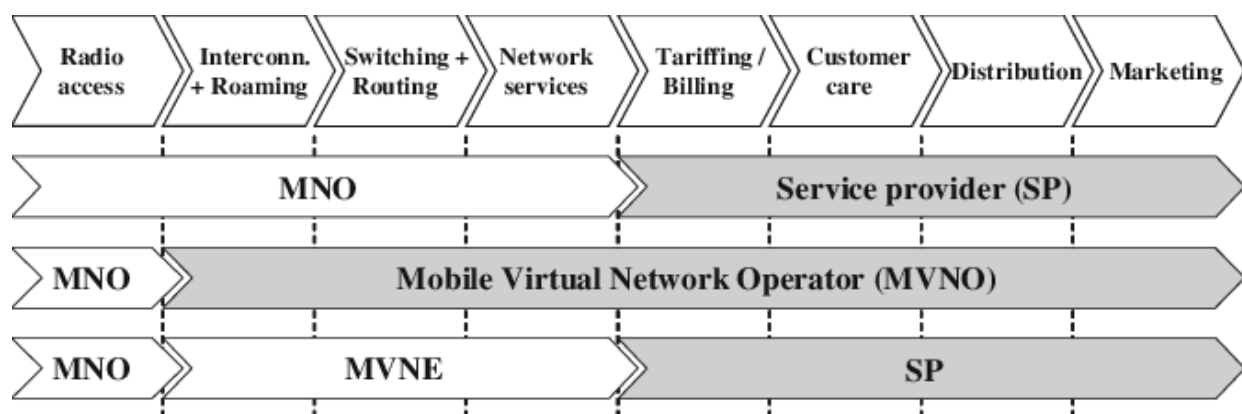 Radio
access
Interconn.
+ Roaming
Switching +
Routing
Network
services
Tariffing /
Billing
Customer
care
Distribution
Marketing
MNO
Service provider (SP)
MNO
Mobile Virtual Network Operator (MVNO)
MNO
MVNE
SP